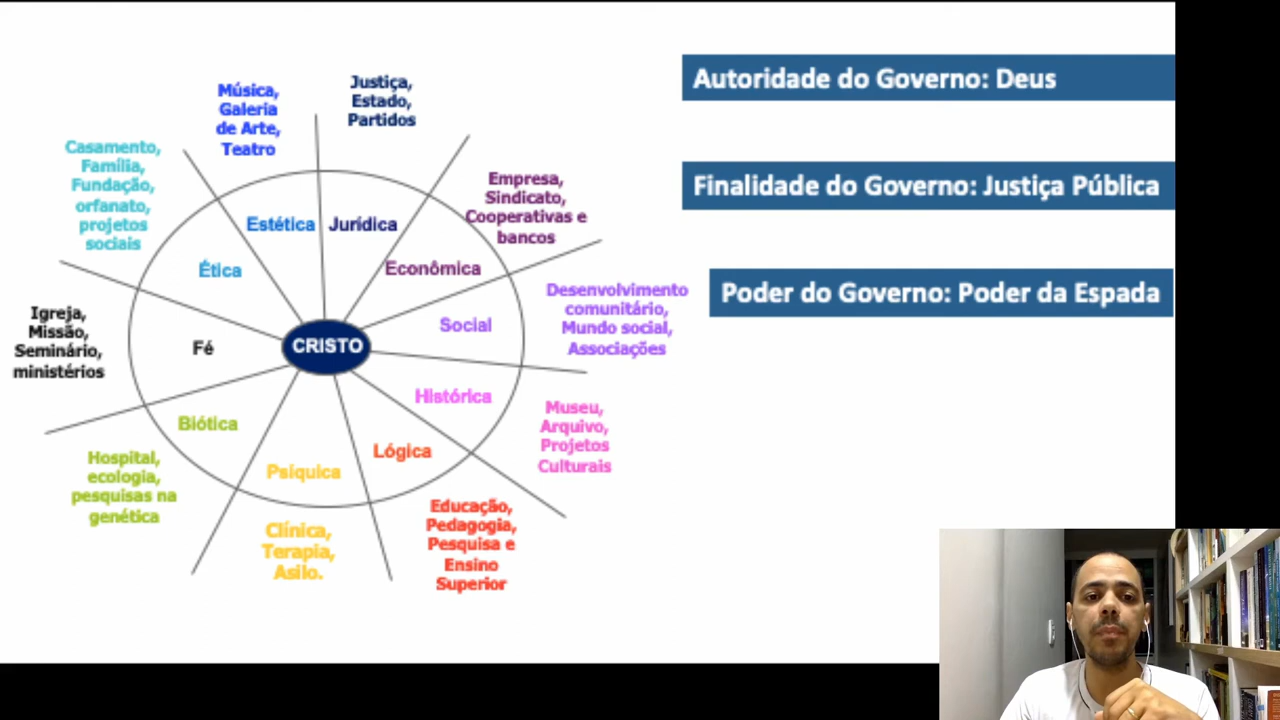 Autoridade do Governo: Deus
Finalidade do Governo: Justiça Pública
Poder do Governo: Poder da Espada
Música,
Galeria
de Arte,
Teatro
Justiça,
Estado,
Partidos
Empresa,
Sindicato,
Cooperativas e
bancos
Desenvolvimento
comunitário,
Mundo social,
Associações
Museu,
Arquivo,
Projetos
Culturais
Educação,
Pedagogia,
Pesquisa e
Ensino
Superior
Clínica,
Terapia,
Asilo.
Hospital,
ecologia,
pesquisas na
genética
Igreja,
Missão,
Seminário,
ministérios
Casamento,
Família,
Fundação,
orfanato,
projetos
sociais
Estética
Jurídica
Econômica
Social
Histórica
Lógica
Psíquica
Biótica
Fé
Ética
CRISTO